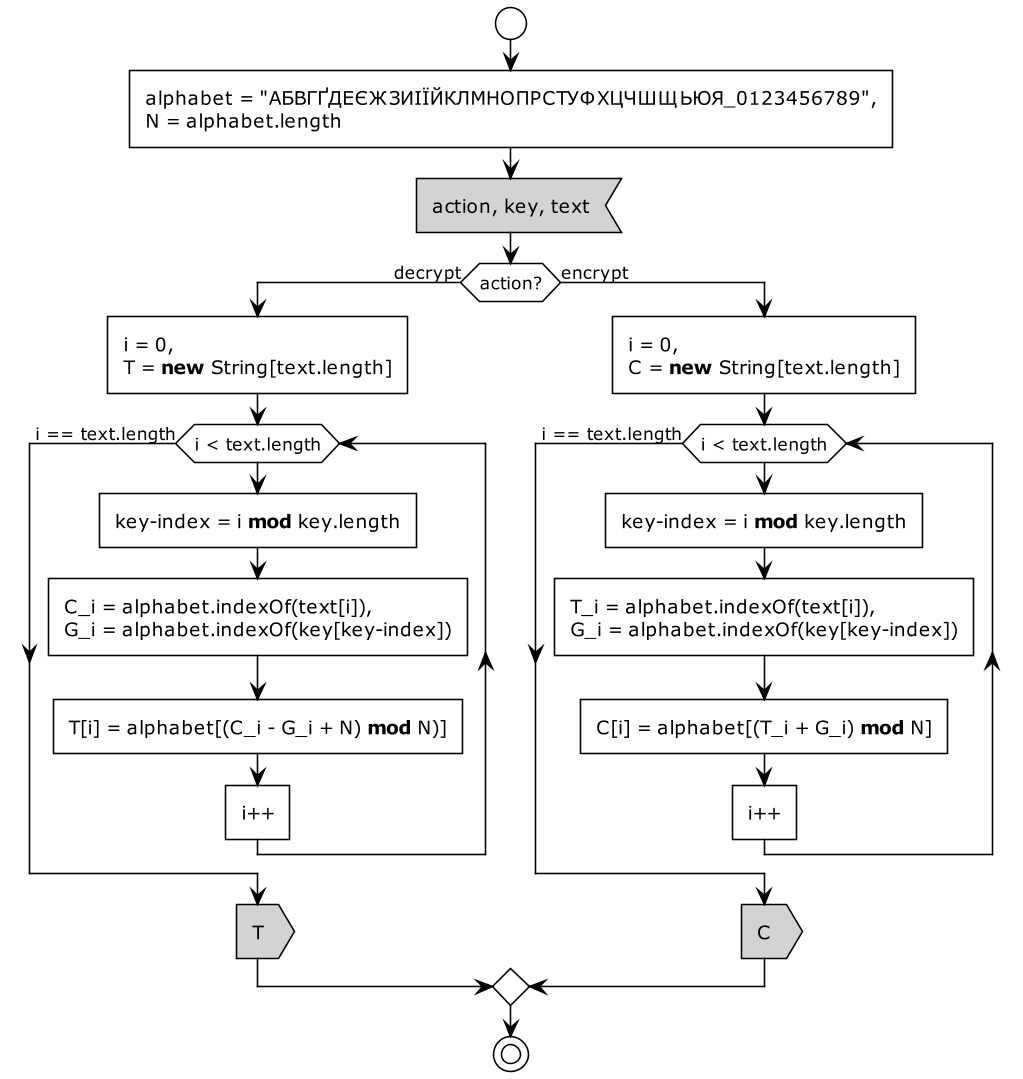 alphabet = "АБВГҐДЕЄЖЗИІЇЙКЛМНОПРСТУФХЦЧШЩЬЮЯ_0123456789",
N = alphabet.length
action, key, text
decrypt
action?
encrypt
i = 0,
T = new String[text.length]
i == text.length
i < text.length
key-index = i mod key.length
C_i = alphabet.indexOf(text[i]),
G_i = alphabet.indexOf(key[key-index])
T[i] = alphabet[(C_i - G_i + N) mod N)]
i++
T
i = 0,
C = new String[text.length]
i == text.length
i < text.length
key-index = i mod key.length
T_i = alphabet.indexOf(text[i]),
G_i = alphabet.indexOf(key[key-index])
C[i] = alphabet[(T_i + G_i) mod N]
i++
C